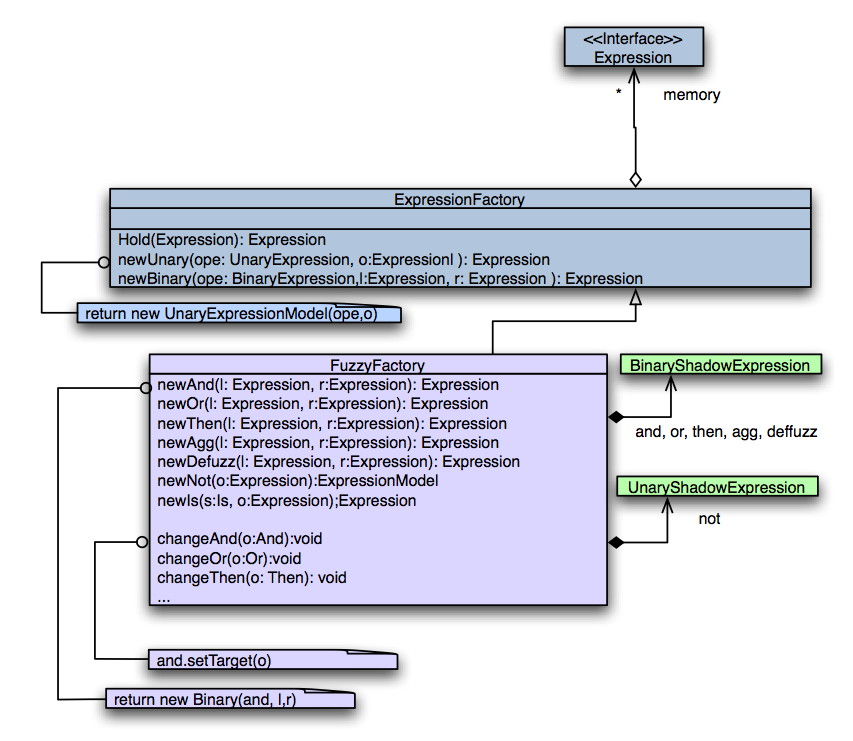 <<Interface>>
Expression
* memory
ExpressionFactory
Hold(Expression): Expression
newUnary(ope: UnaryExpression, o:Expressionl ): Expression
newBinary(ope: BinaryExpression,l:Expression, r: Expression ): Expression
return new UnaryExpressionModel(ope,o)
FuzzyFactory
newAnd(l: Expression, r:Expression): Expression
newOr(l: Expression, r:Expression): Expression
newThen(l: Expression, r:Expression): Expression
newAgg(l: Expression, r:Expression): Expression
newDefuzz(l: Expression, r:Expression): Expression
newNot(o:Expression):ExpressionModel
newIs(s:Is, o:Expression);Expression
changeAnd(o:And):void
changeOr(o:Or):void
changeThen(o: Then): void
...
BinaryShadowExpression
and, or, then, agg, deffuzz
UnaryShadowExpression
not
and.setTarget(o)
return new Binary(and, l,r)